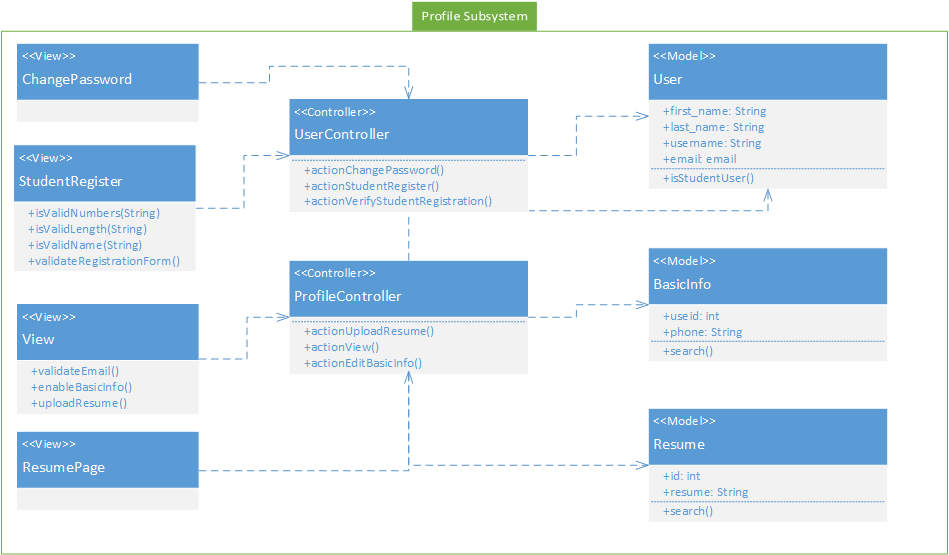 Profile Subsystem
<<View>>
ChangePassword
<<View>>
StudentRegister
+isValidNumbers(String)
+isValidLength(String)
+isValidName(String)
+validateRegistrationForm()
<<View>>
View
+validateEmail()
+enableBasicInfo()
+uploadResume()
<<View>>
ResumePage
<<Controller>>
UserController
+actionChangePassword()
+actionStudentRegister()
+actionVerifyStudentRegistration()
<<Controller>>
ProfileController
+actionUploadResume()
+actionView()
+actionEditBasicInfo()
<<Model>>
User
+first_name: String
+last_name: String
+username: String
+email: email
+isStudentUser()
<<Model>>
BasicInfo
+useid: int
+phone: String
+search()
<<Model>>
Resume
+id: int
+resume: String
+search()